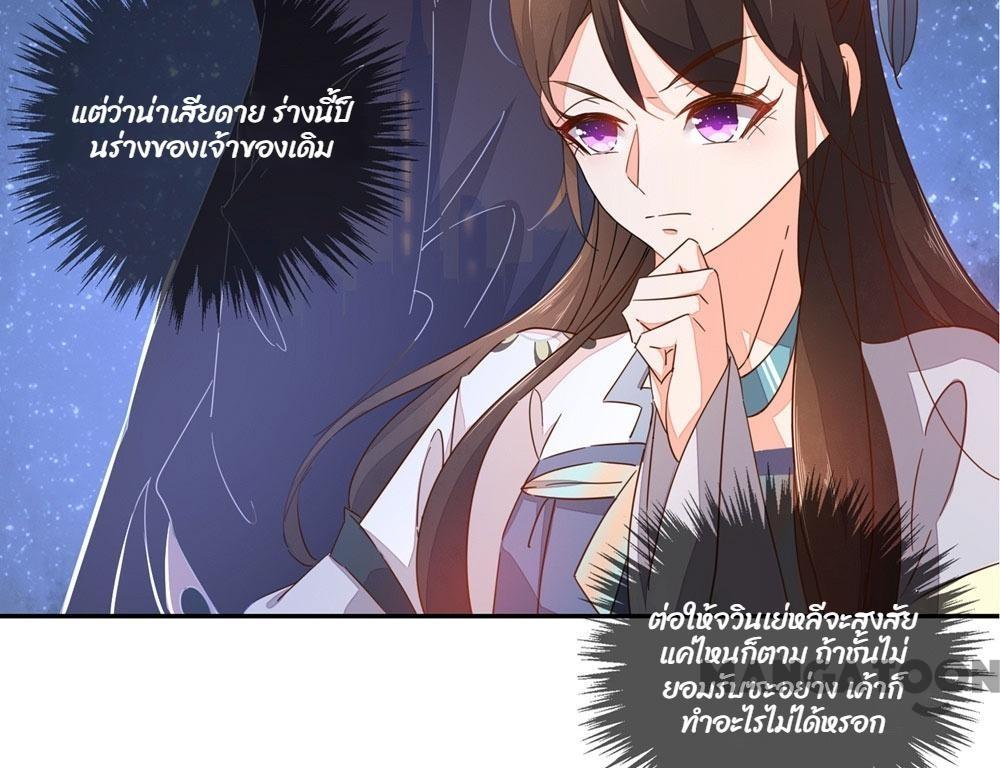 แต่ว่าน่าเสียดาย ร่างนี้ป็
นร่างของเจ้าของเดิม
ต่อให้จวินเย่หลีจะสงสัย
แค่ไหนก็ตาม ถ้าชั้นไม่
ยอมรับซะอย่าง เค้าก็
ทำอะไรไม่ได้หรอก
MANGATOON